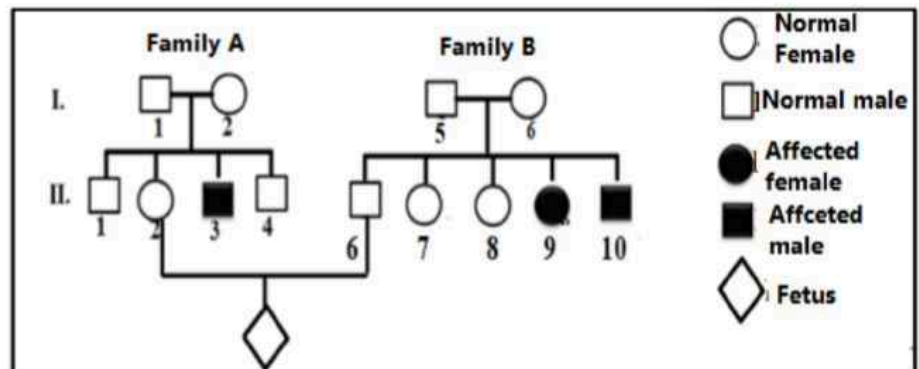 Family A
Family B
Normal
Female
I.
1
2
5
6
Normal male
Affected
female
II.
1
2
3
4
6
7
8
9
10
Affceted
male
Fetus